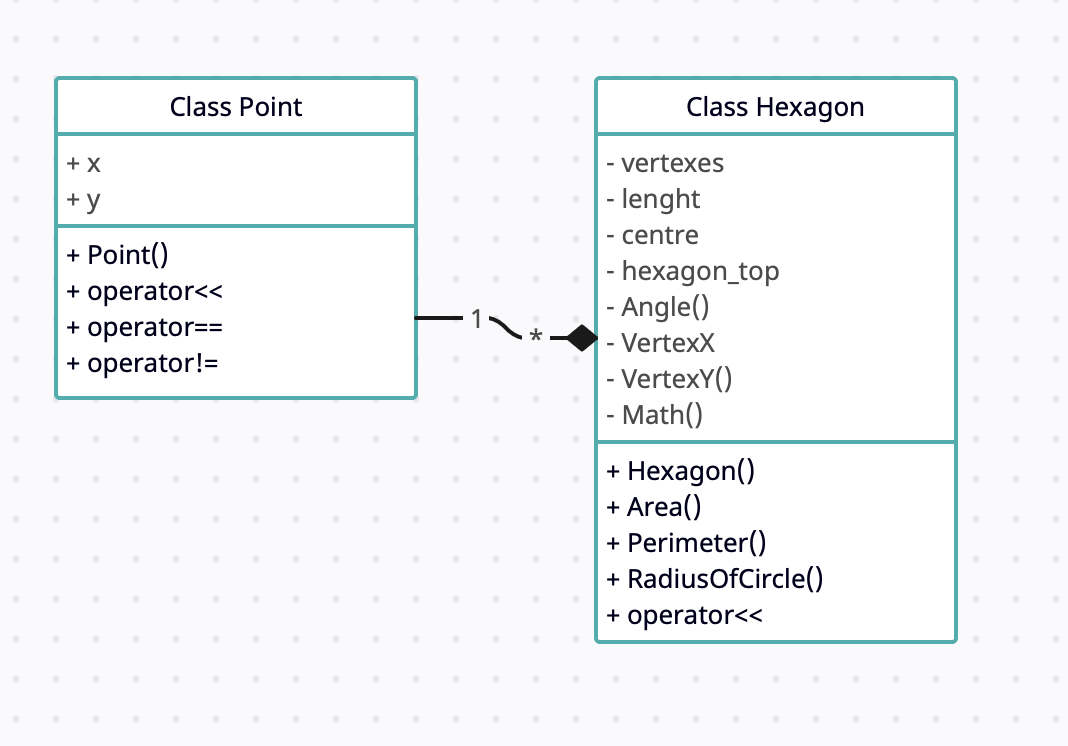 Class Point
+ x
+ y
+ Point()
+ operator<<
+ operator==
+ operator!=
1
*
Class Hexagon
- vertexes
- lenght
- centre
- hexagon_top
- Angle()
- VertexX
- VertexY()
- Math()
+ Hexagon()
+ Area()
+ Perimeter()
+ RadiusOfCircle()
+ operator<<